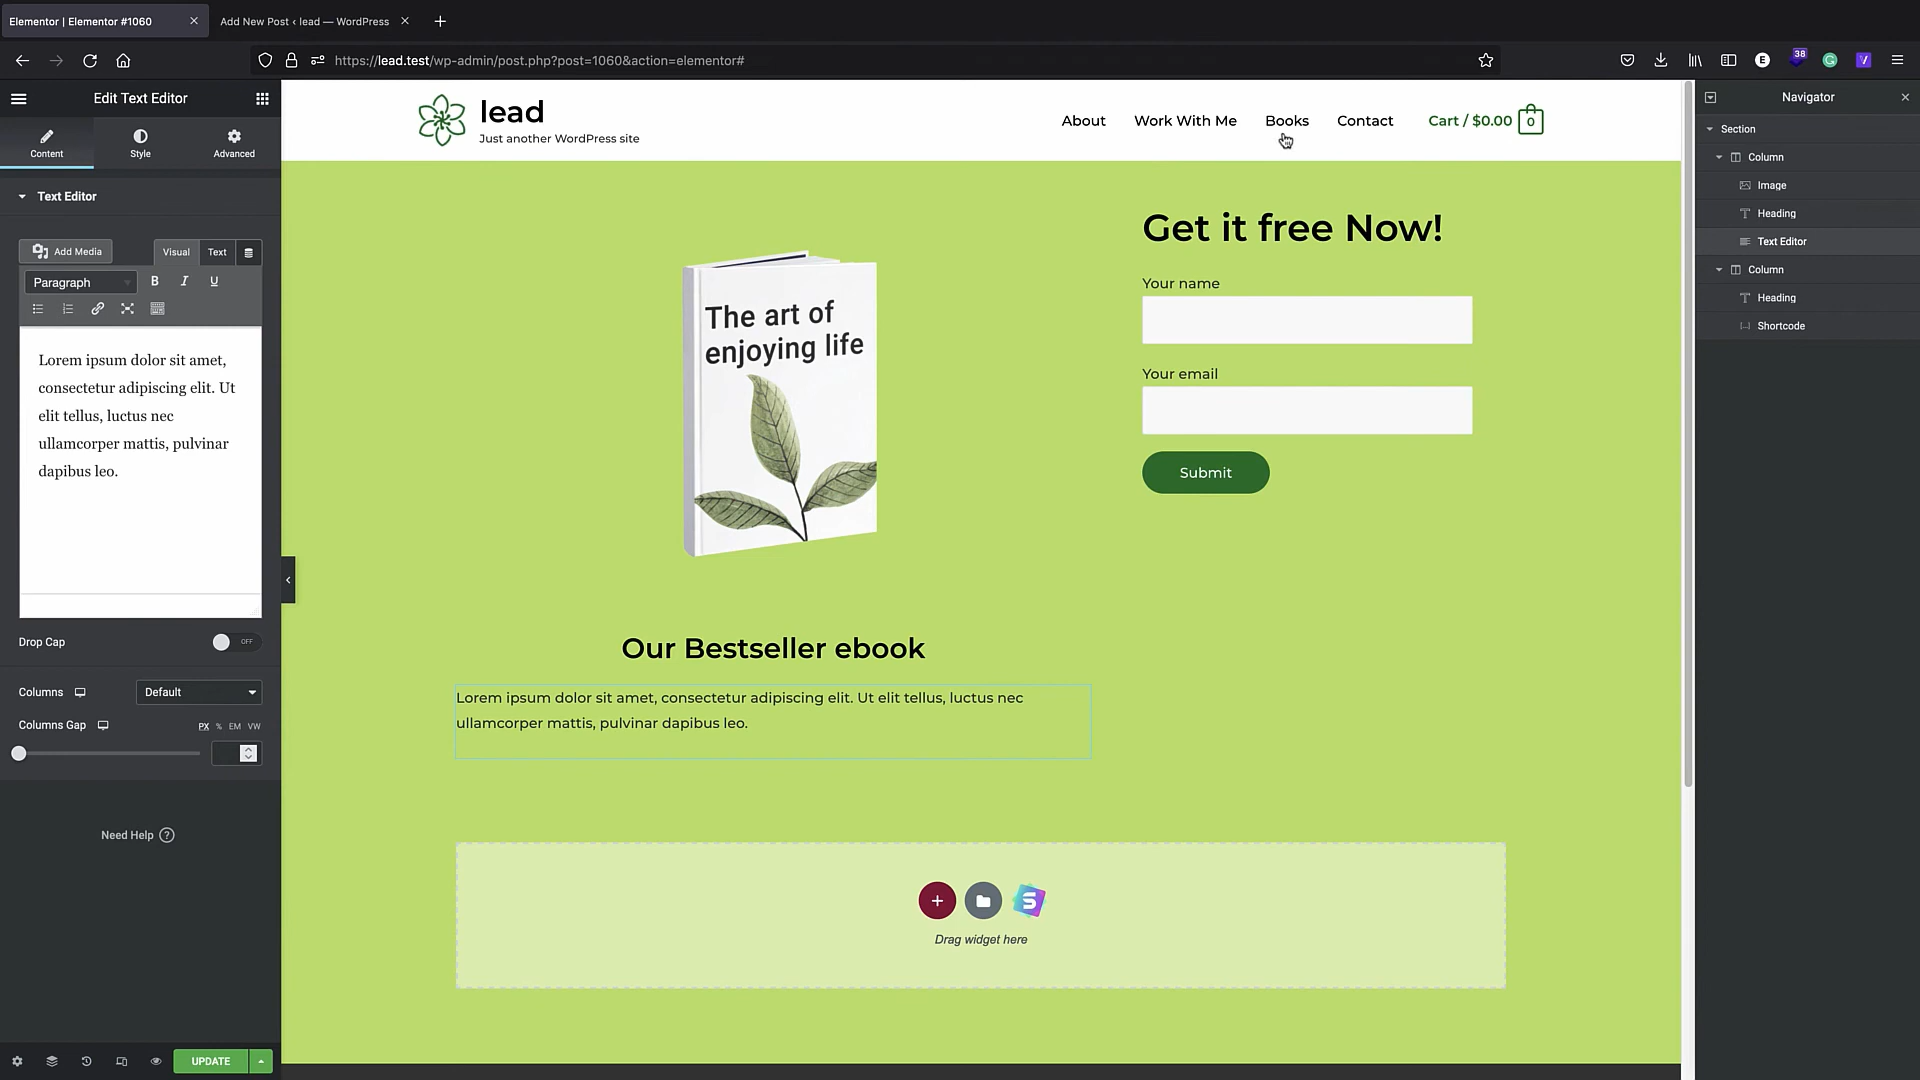 Elementor | Elementor #1060
Add New Post ‹ lead — WordPress
https://lead.test/wp-admin/post.php?post=1060&action=elementor#
38
E
G
V
Edit Text Editor
Content
Style
Advanced
Text Editor
Add Media
Visual
Text
Paragraph
B
I
U
Lorem ipsum dolor sit amet,
consectetur adipiscing elit. Ut
elit tellus, luctus nec
ullamcorper mattis, pulvinar
dapibus leo.
Drop Cap
OFF
Columns
Default
Columns Gap
PX % EM VW
Need Help ?
UPDATE
lead
Just another WordPress site
About
Work With Me
Books
Contact
Cart / $0.00
0
The art of
enjoying life
Get it free Now!
Your name
Your email
Submit
Our Bestseller ebook
Lorem ipsum dolor sit amet, consectetur adipiscing elit. Ut elit tellus, luctus nec
ullamcorper mattis, pulvinar dapibus leo.
S
Drag widget here
Navigator
Section
Column
Image
Heading
Text Editor
Column
Heading
Shortcode